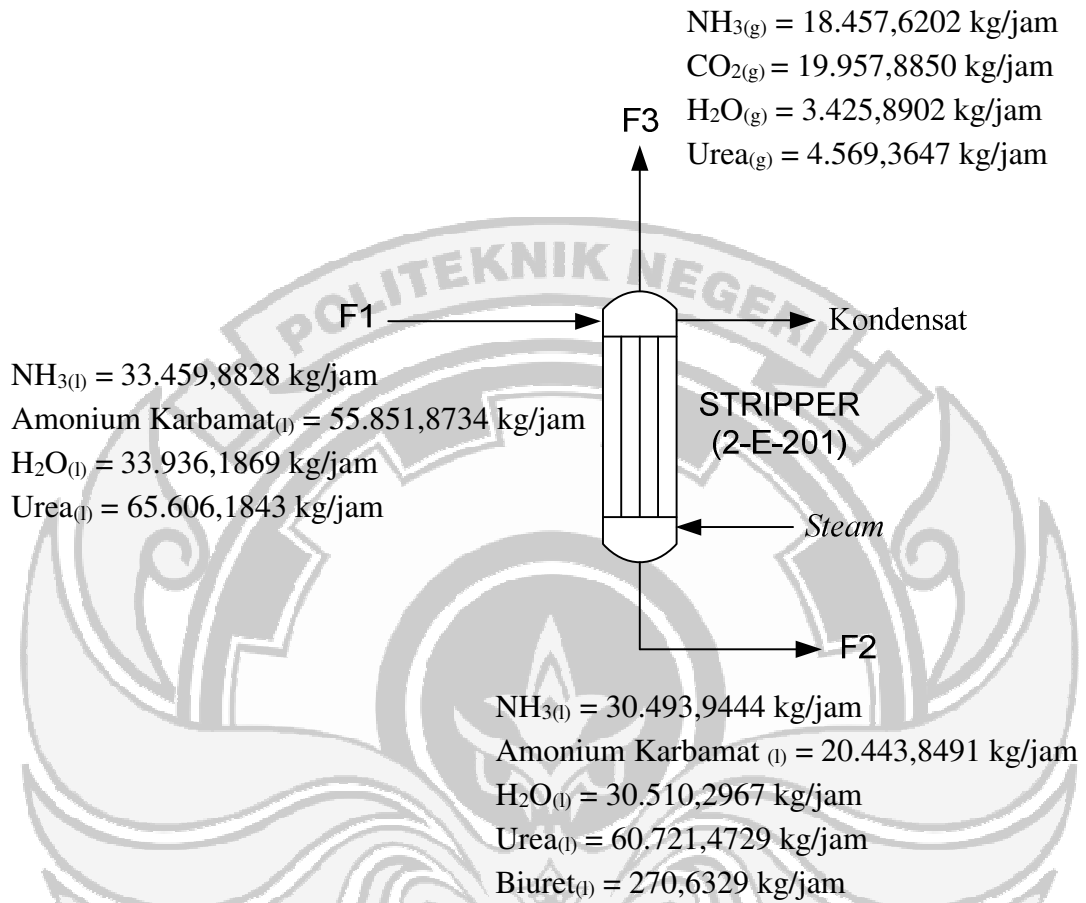 NH₃₍g₎ = 18.457,6202 kg/jam
CO₂₍g₎ = 19.957,8850 kg/jam
H₂O₍g₎ = 3.425,8902 kg/jam
Urea₍g₎ = 4.569,3647 kg/jam
F3
POLITEKNIK NEGERI
F1
Kondensat
NH₃₍l₎ = 33.459,8828 kg/jam
Amonium Karbamat₍l₎ = 55.851,8734 kg/jam
H₂O₍l₎ = 33.936,1869 kg/jam
Urea₍l₎ = 65.606,1843 kg/jam
STRIPPER
(2-E-201)
Steam
F2
NH₃₍l₎ = 30.493,9444 kg/jam
Amonium Karbamat ₍l₎ = 20.443,8491 kg/jam
H₂O₍l₎ = 30.510,2967 kg/jam
Urea₍l₎ = 60.721,4729 kg/jam
Biuret₍l₎ = 270,6329 kg/jam